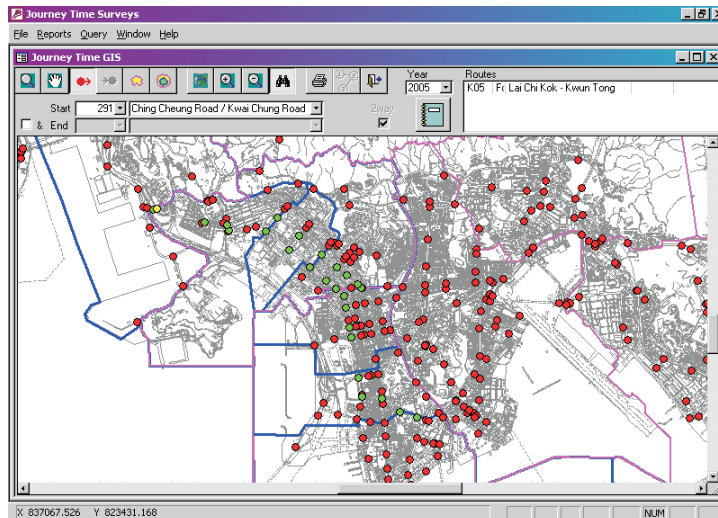 Journey Time Surveys
File Reports Query Window Help
Journey Time GIS
Year
2005
Routes
K05 Fc Lai Chi Kok - Kwun Tong
Start 291 Ching Cheung Road / Kwai Chung Road
2way
& End
X 837067.526 Y 823431.168
NUM